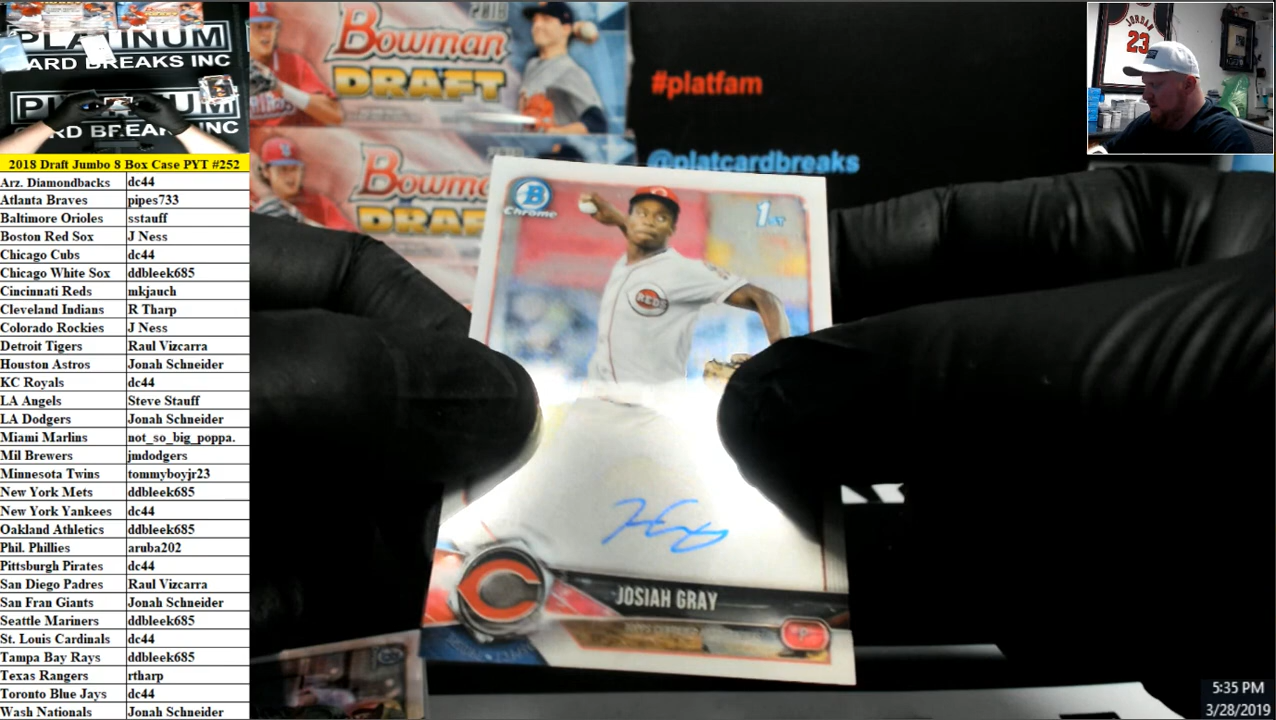 PLATINUM
CARD BREAKS INC
PLATINUM
CARD BREAKS INC
2018 Draft Jumbo 8 Box Case PYT #252
Arz. Diamondbacks dc44
Atlanta Braves pipes733
Baltimore Orioles sstauff
Boston Red Sox J Ness
Chicago Cubs dc44
Chicago White Sox ddbleek685
Cincinnati Reds mkjauch
Cleveland Indians R Tharp
Colorado Rockies J Ness
Detroit Tigers Raul Vizcarra
Houston Astros Jonah Schneider
KC Royals dc44
LA Angels Steve Stauff
LA Dodgers Jonah Schneider
Miami Marlins not_so_big_poppa.
Mil Brewers jmdodgers
Minnesota Twins tommyboyjr23
New York Mets ddbleek685
New York Yankees dc44
Oakland Athletics ddbleek685
Phil. Phillies aruba202
Pittsburgh Pirates dc44
San Diego Padres Raul Vizcarra
San Fran Giants Jonah Schneider
Seattle Mariners ddbleek685
St. Louis Cardinals dc44
Tampa Bay Rays ddbleek685
Texas Rangers rtharp
Toronto Blue Jays dc44
Wash Nationals Jonah Schneider
2018
Bowman
DRAFT
#platfam
@platcardbreaks
2018
Bowm
DRAF
B
Chrome
1ST
REDS
C
JOSIAH GRAY
P
JORDAN
23
5:35 PM
3/28/2019